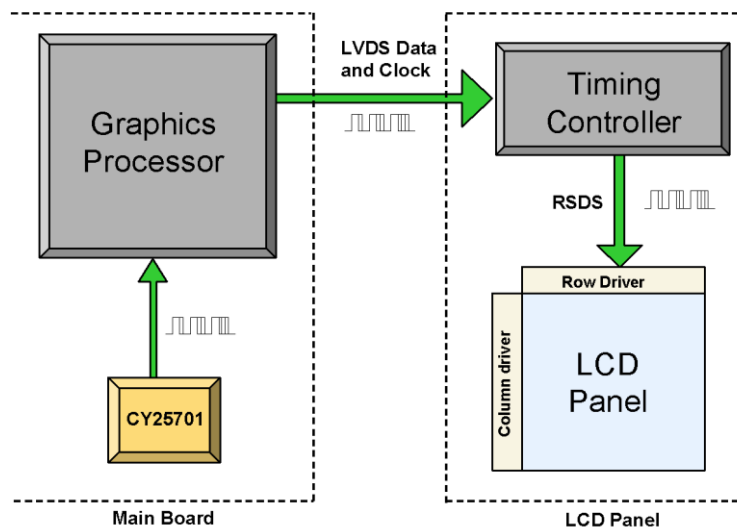 LVDS Data
and Clock
Graphics
Processor
Timing
Controller
RSDS
Row Driver
Column driver
LCD
Panel
CY25701
Main Board
LCD Panel